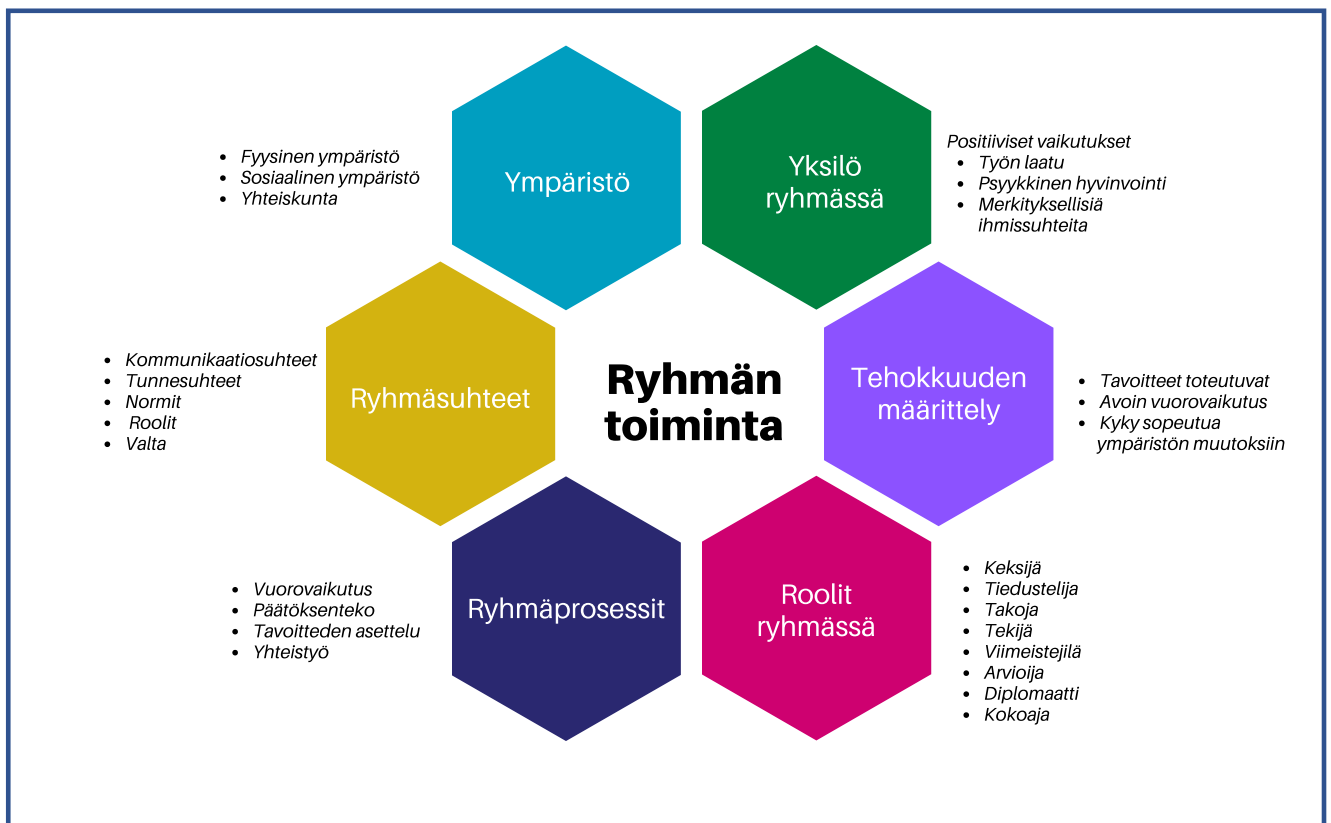 Ympäristö
• Fyysinen ympäristö
• Sosiaalinen ympäristö
• Yhteiskunta
Yksilö
ryhmässä
Positiiviset vaikutukset
• Työn laatu
• Psyykkinen hyvinvointi
• Merkityksellisiä
ihmissuhteita
Ryhmäsuhteet
• Kommunikaatiosuhteet
• Tunnesuhteet
• Normit
• Roolit
• Valta
Ryhmän
toiminta
Tehokkuuden
määrittely
• Tavoitteet toteutuvat
• Avoin vuorovaikutus
• Kyky sopeutua
ympäristön muutoksiin
Ryhmäprosessit
• Vuorovaikutus
• Päätöksenteko
• Tavoitteden asettelu
• Yhteistyö
Roolit
ryhmässä
• Keksijä
• Tiedustelija
• Takoja
• Tekijä
• Viimeistejilä
• Arvioija
• Diplomaatti
• Kokoaja